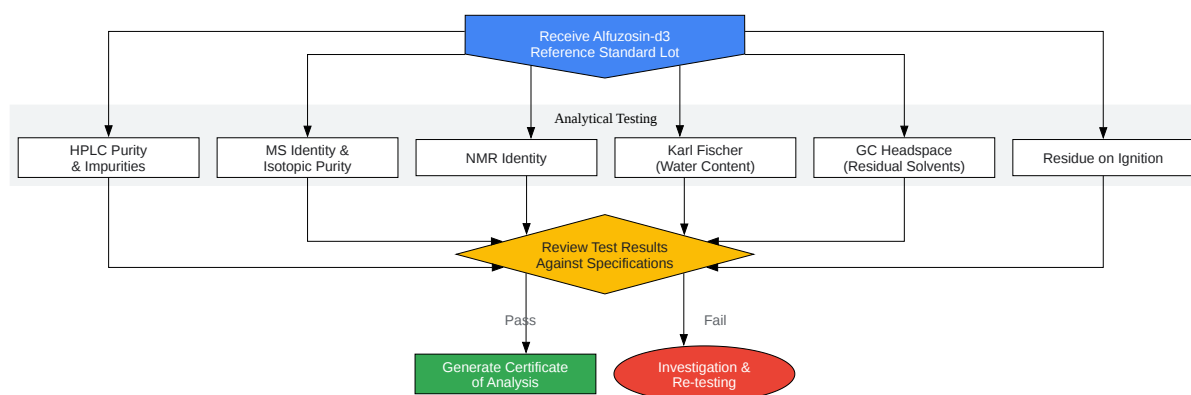 Receive Alfuzosin-d3
Reference Standard Lot
Analytical Testing
HPLC Purity
& Impurities
MS Identity &
Isotopic Purity
NMR Identity
Karl Fischer
(Water Content)
GC Headspace
(Residual Solvents)
Residue on Ignition
Review Test Results
Against Specifications
Pass
Fail
Generate Certificate
of Analysis
Investigation &
Re-testing